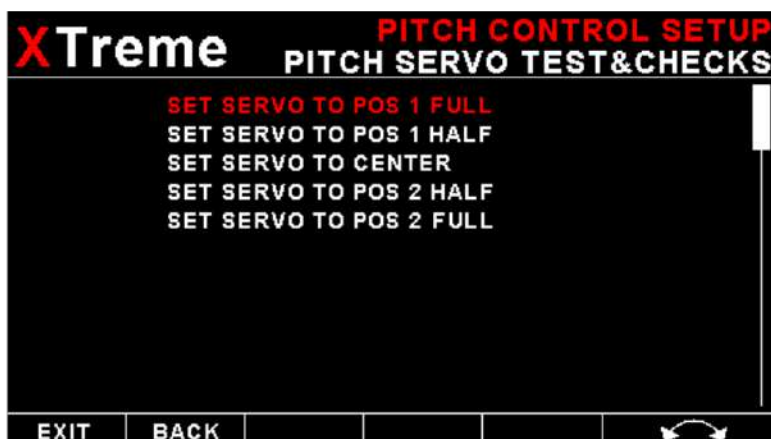 XTreme
PITCH CONTROL SETUP
PITCH SERVO TEST&CHECKS
SET SERVO TO POS 1 FULL
SET SERVO TO POS 1 HALF
SET SERVO TO CENTER
SET SERVO TO POS 2 HALF
SET SERVO TO POS 2 FULL
EXIT BACK